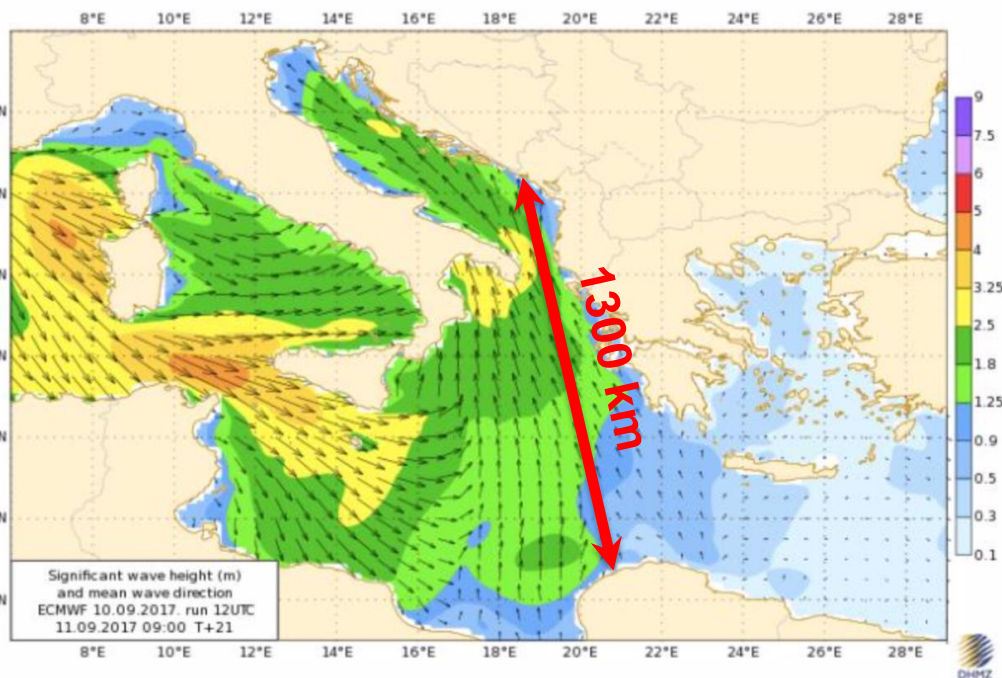 8°E 10°E 12°E 14°E 16°E 18°E 20°E 22°E 24°E 26°E 28°E
9
7.5
6
5
4
3.25
2.5
1.8
1.25
0.9
0.5
0.3
0.1
N
N
N
N
N
N
N
1300 km
Significant wave height (m)
and mean wave direction
ECMWF 10.09.2017. run 12UTC
11.09.2017 09:00 T+21
8°E 10°E 12°E 14°E 16°E 18°E 20°E 22°E 24°E 26°E 28°E
DHMZ